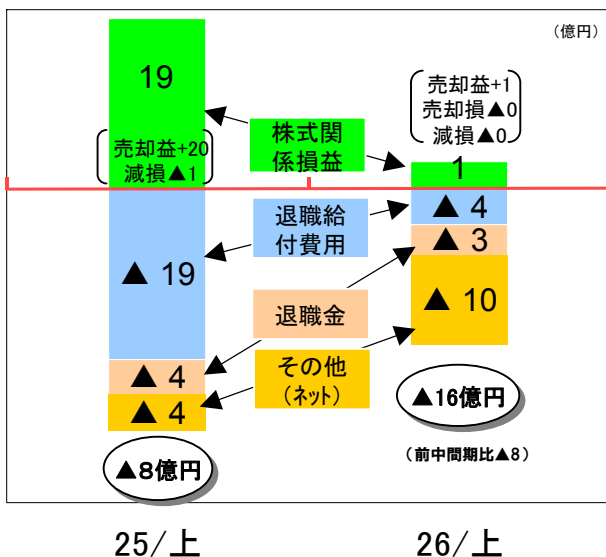 (億円)
19
売却益+20
減損▲1
株式関
係損益
売却益+1
売却損▲0
減損▲0
1
退職給
付費用
▲ 19
▲ 4
退職金
▲ 4
▲ 3
その他
(ネット)
▲ 4
▲ 10
▲8億円
▲16億円
(前中間期比▲8)
25/上
26/上